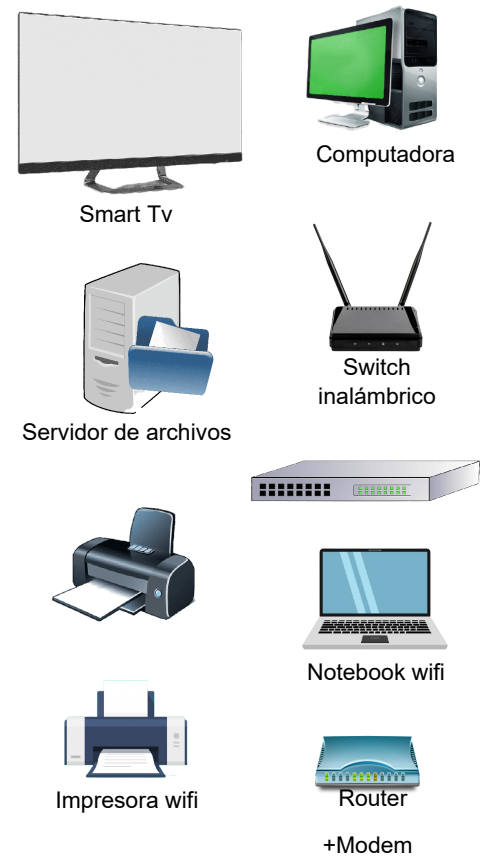 Computadora
Smart Tv
Switch
inalámbrico
Servidor de archivos
Notebook wifi
Impresora wifi
Router
+Modem